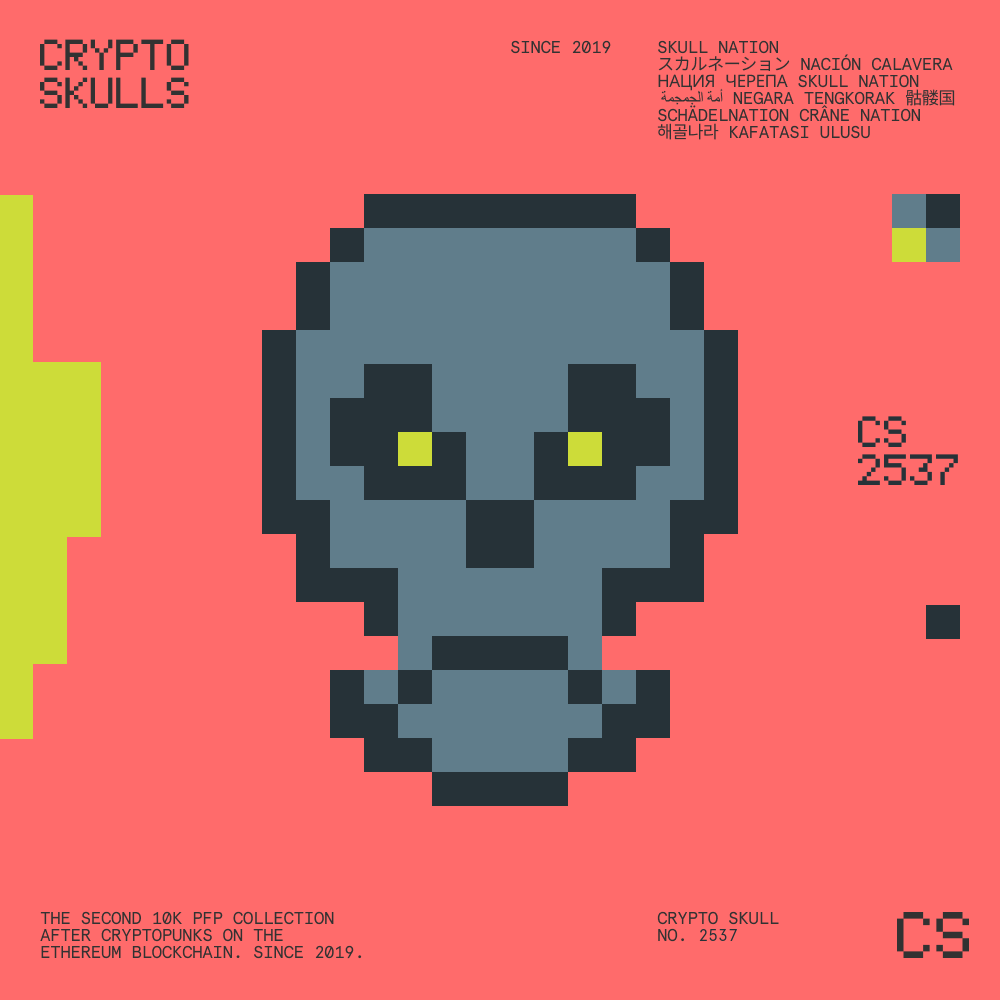 CRYPTO
SKULLS
SINCE 2019
SKULL NATION
スカルネーション NACIÓN CALAVERA
НАЦИЯ ЧЕРЕПА SKULL NATION
أمة الجمجمة NEGARA TENGKORAK 骷髅国
SCHÄDELNATION CRÂNE NATION
해골나라 KAFATASI ULUSU
CS
2537
THE SECOND 10K PFP COLLECTION
AFTER CRYPTOPUNKS ON THE
ETHEREUM BLOCKCHAIN. SINCE 2019.
CRYPTO SKULL
NO. 2537
CS